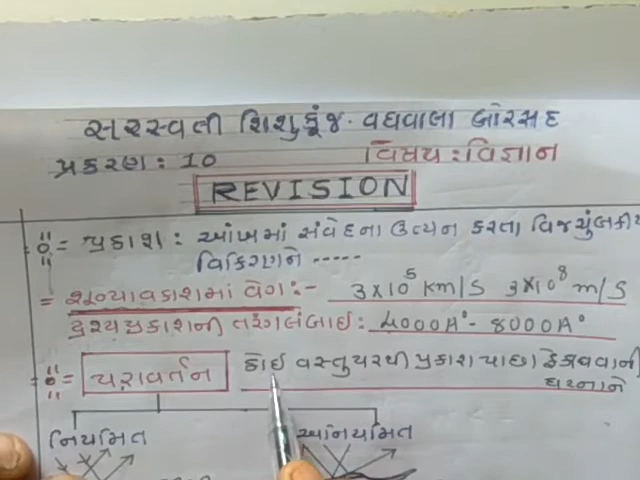 સરસ્વતી શિશુકૂંજ. વઘવાલા બોરસદ
પ્રકરણ : 10 વિષય : વિજ્ઞાન
REVISION
= પ્રકાશ : આંખમાં સંવેદના ઉત્પન કરતા વિજચુંબકીય
વિકિરણને -----
= શૂન્યાવકાશમાં વેગ :- 3×10⁵ KM/S 3×10⁸ m/s
દ્રશ્યપ્રકાશની તરંગલંબાઇ : 4000A° - 8000A°
= પરાવર્તન કોઇ વસ્તુપરથી પ્રકાશ પાછા ફેંકાવવાની
ઘટનાને
નિયમિત અનિયમિત